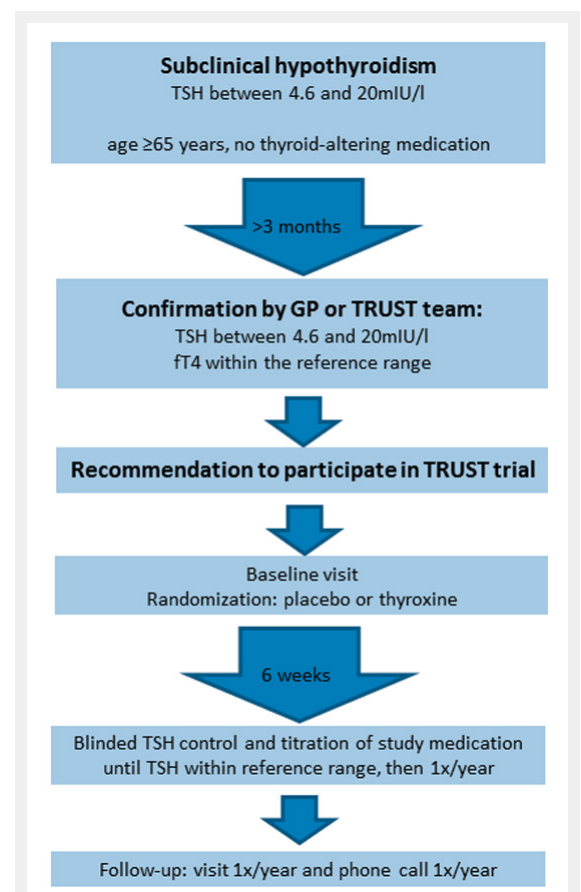 Subclinical hypothyroidism
TSH between 4.6 and 20mIU/l
age ≥65 years, no thyroid-altering medication
>3 months
Confirmation by GP or TRUST team:
TSH between 4.6 and 20mIU/l
fT4 within the reference range
Recommendation to participate in TRUST trial
Baseline visit
Randomization: placebo or thyroxine
6 weeks
Blinded TSH control and titration of study medication
until TSH within reference range, then 1x/year
Follow-up: visit 1x/year and phone call 1x/year